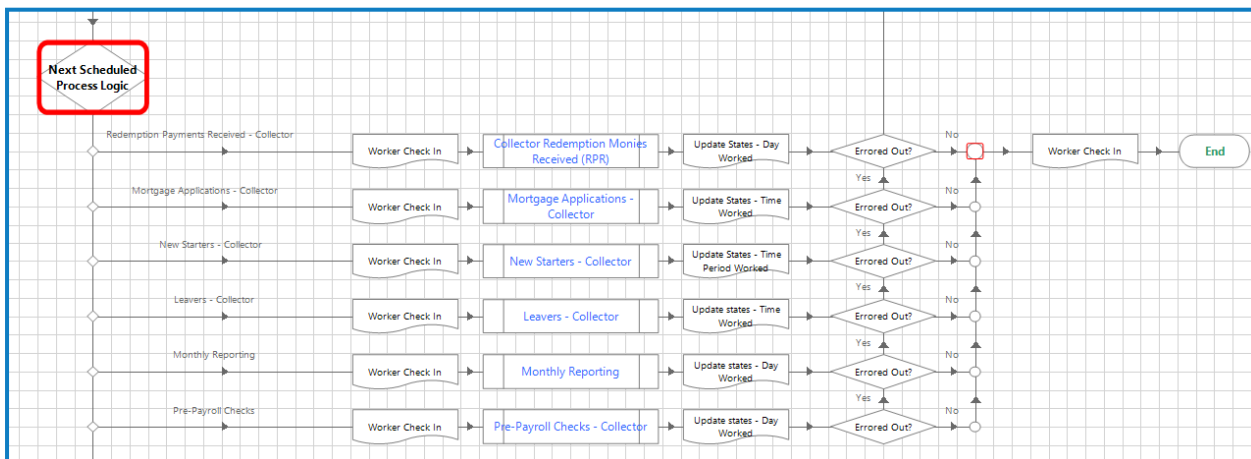 Next Scheduled
Process Logic
Redemption Payments Received - Collector
Worker Check In
Collector Redemption Monies
Received (RPR)
Update States - Day
Worked
Errored Out?
No
Worker Check In
End
Yes
Mortgage Applications - Collector
Worker Check In
Mortgage Applications -
Collector
Update States - Time
Worked
Errored Out?
No
Yes
New Starters - Collector
Worker Check In
New Starters - Collector
Update States - Time
Period Worked
Errored Out?
No
Yes
Leavers - Collector
Worker Check In
Leavers - Collector
Update states - Time
Worked
Errored Out?
No
Yes
Monthly Reporting
Worker Check In
Monthly Reporting
Update states - Day
Worked
Errored Out?
No
Yes
Pre-Payroll Checks
Worker Check In
Pre-Payroll Checks - Collector
Update states - Day
Worked
Errored Out?
No